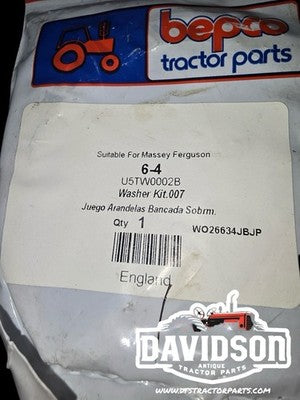 bepco
tractor parts
Suitable For Massey Ferguson
6-4
U5TW0002B
Washer Kit.007
Juego Arandelas Bancada Sobrm.
Qty 1
WO26634JBJP
England
DAVIDSON
ANTIQUE
TRACTOR PARTS
WWW.DFSTRACTORPARTS.COM